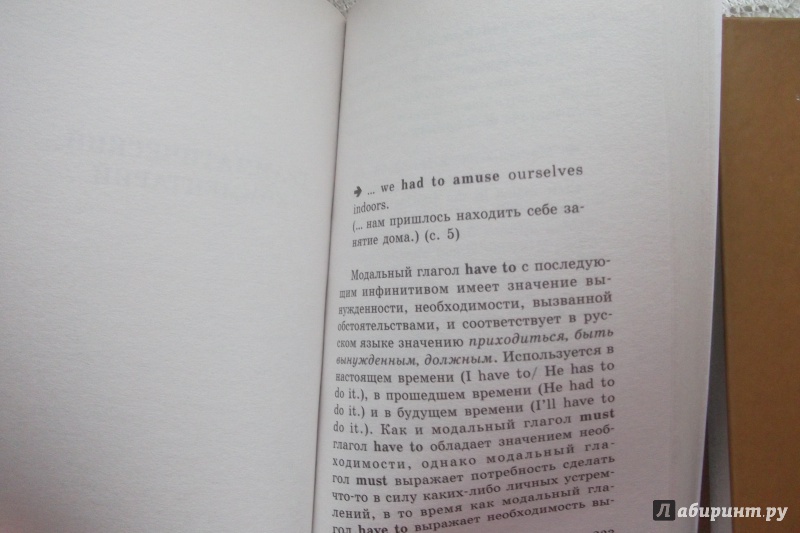 ➔ ... we had to amuse ourselves
indoors.
(... нам пришлось находить себе за-
нятие дома.) (с. 5)
Модальный глагол have to с последую-
щим инфинитивом имеет значение вы-
нужденности, необходимости, вызванной
обстоятельствами, и соответствует в рус-
ском языке значению приходиться, быть
вынужденным, должным. Используется в
настоящем времени (I have to/ He has to
do it.), в прошедшем времени (He had to
do it.) и в будущем времени (I'll have to
do it.). Как и модальный глагол must
глагол have to обладает значением необ-
ходимости, однако модальный гла-
гол must выражает потребность сделать
что-то в силу каких-либо личных устрем-
лений, в то время как модальный гла-
гол have to выражает необходимость вы-
Лабиринт.ру